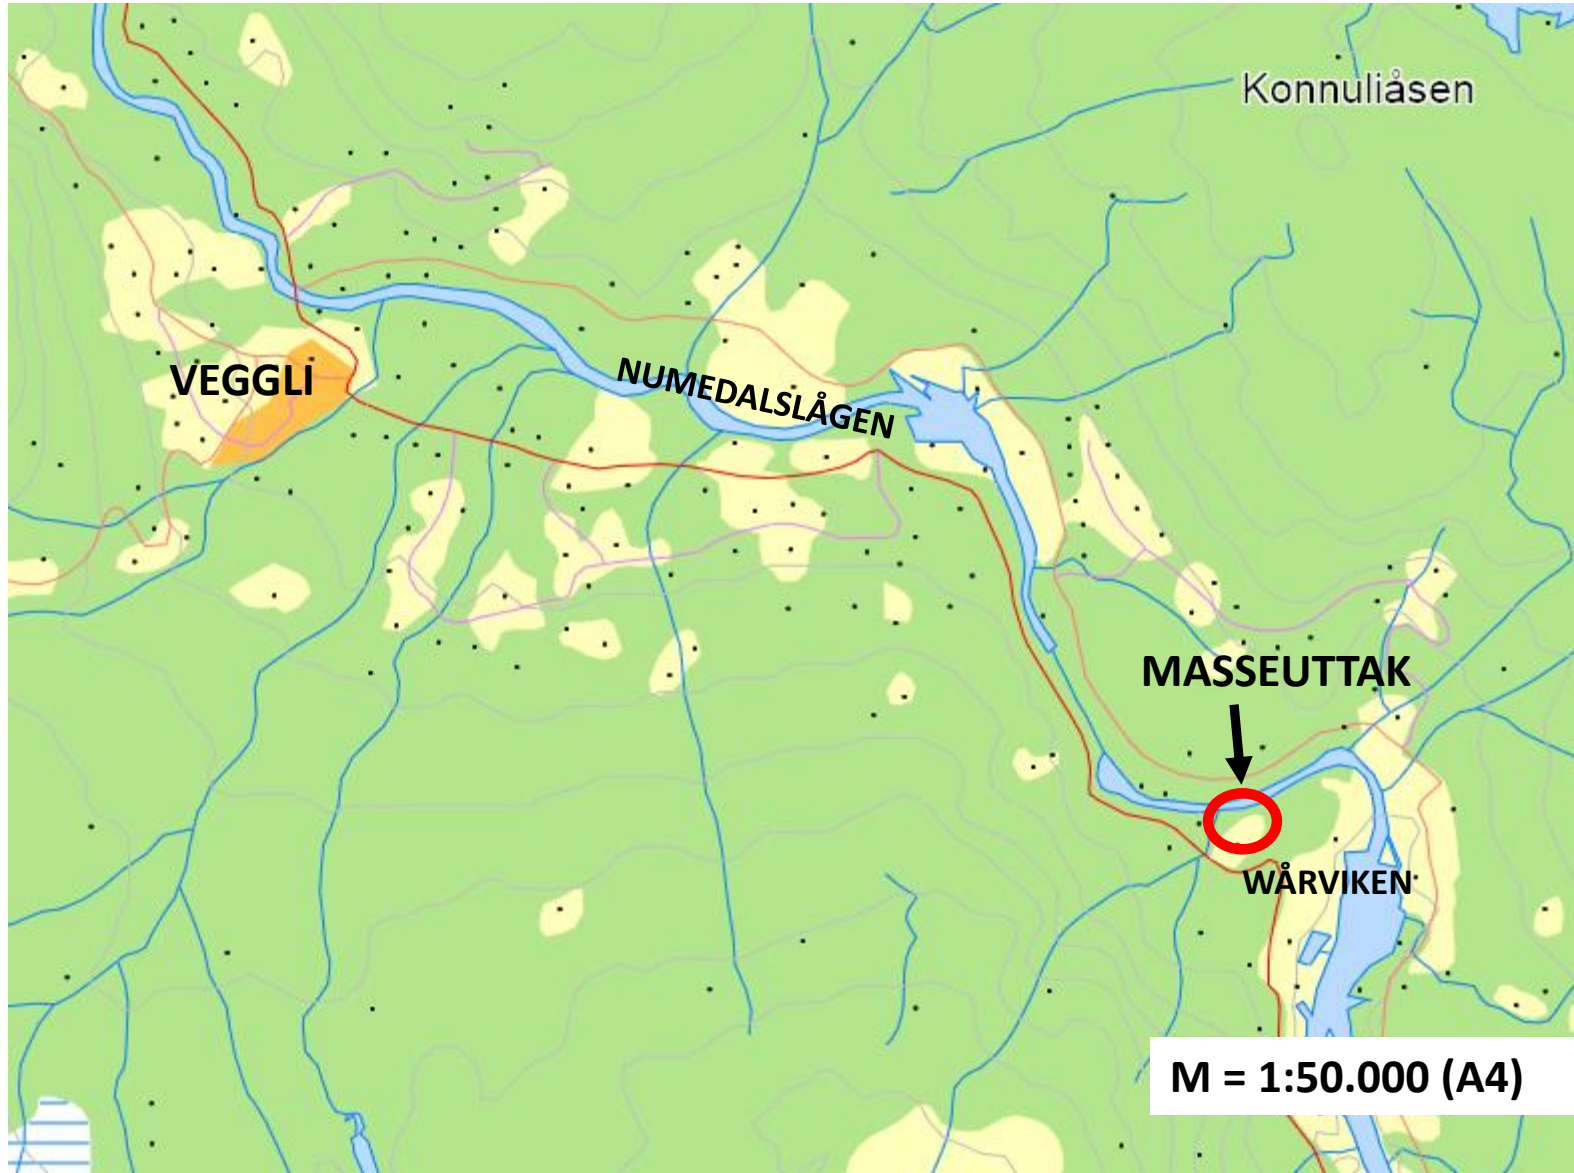 Konnuliåsen
VEGGLI
NUMEDALSLÅGEN
MASSEUTTAK
WÅRVIKEN
M = 1:50.000 (A4)